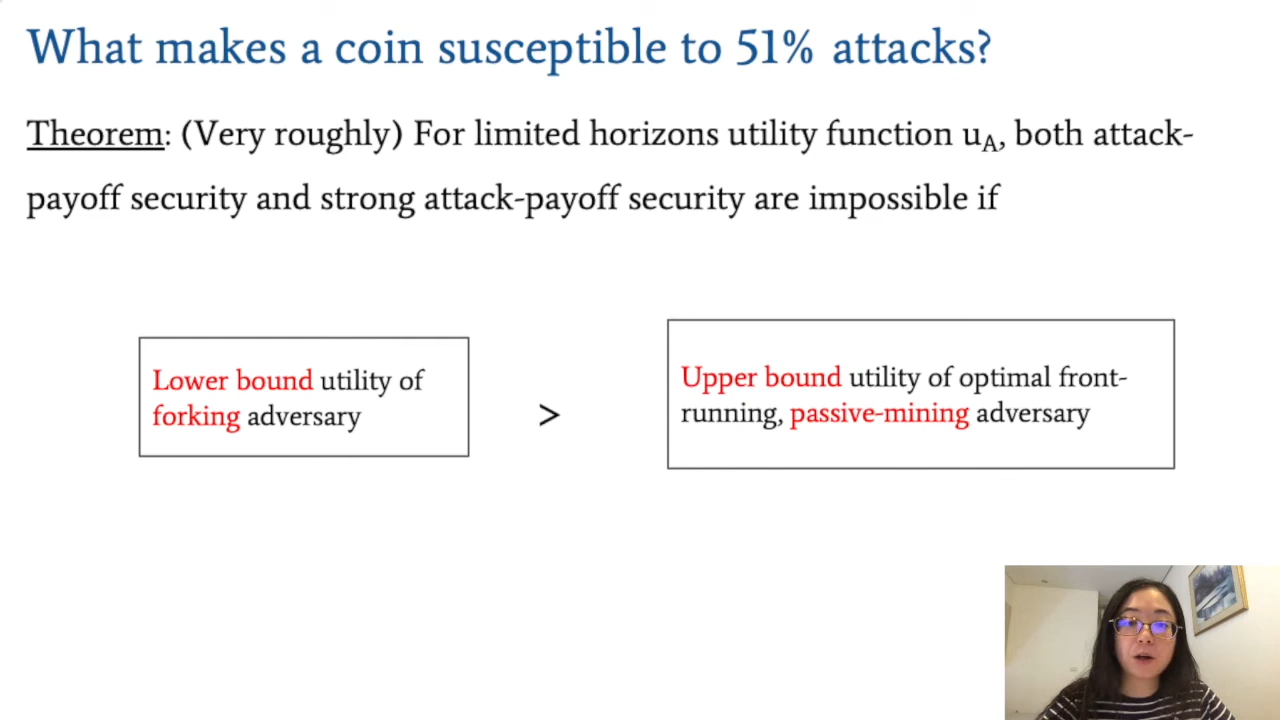 What makes a coin susceptible to 51% attacks?
Theorem: (Very roughly) For limited horizons utility function uA, both attack-
payoff security and strong attack-payoff security are impossible if
Lower bound utility of
forking adversary
>
Upper bound utility of optimal front-
running, passive-mining adversary